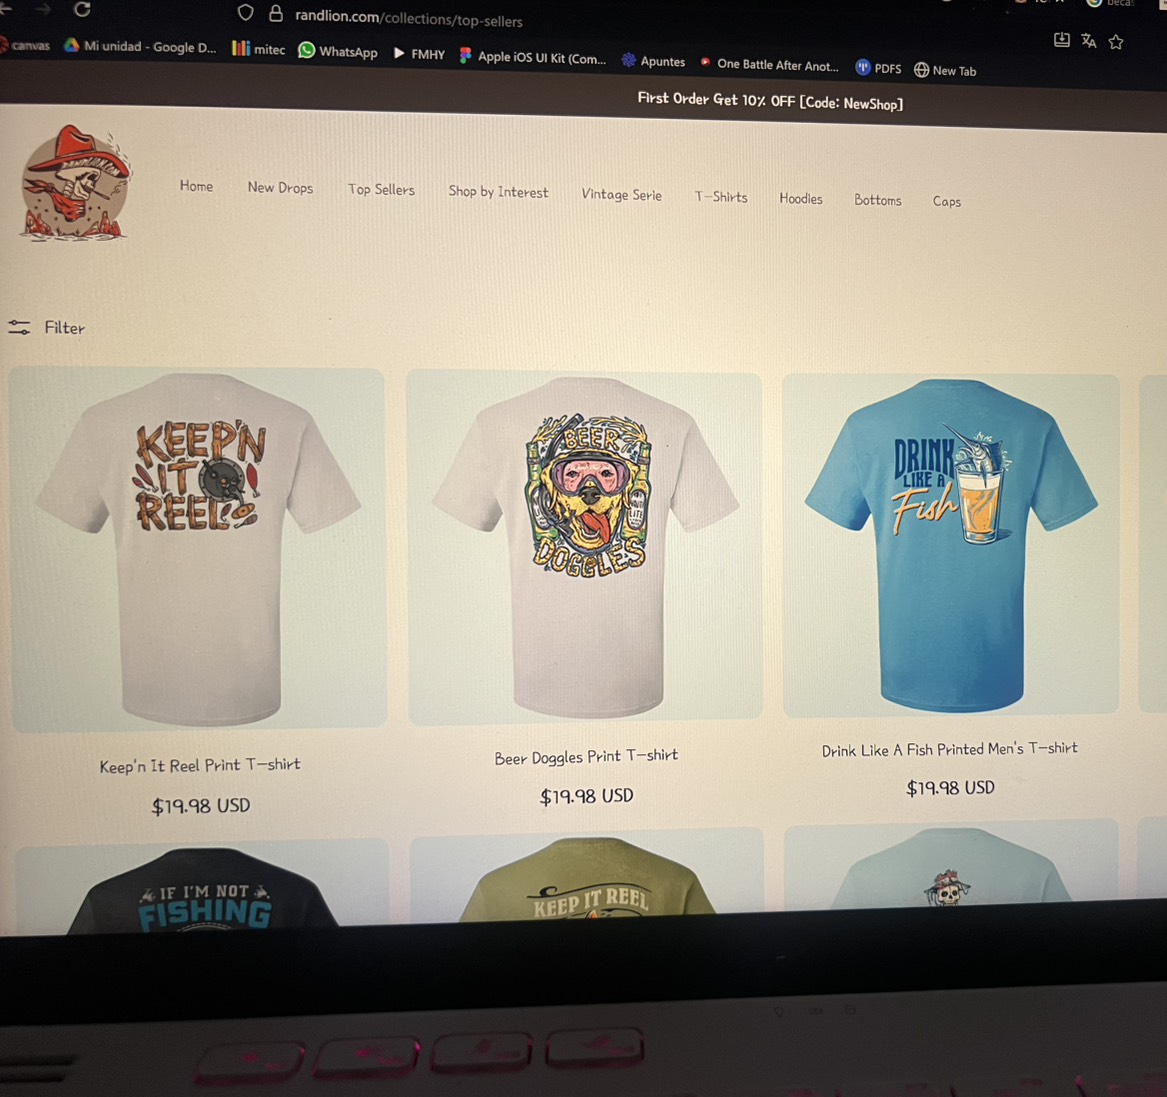 randlion.com/collections/top-sellers
canvas
Mi unidad - Google D...
mitec
WhatsApp
FMHY
Apple iOS UI Kit (Com...
Apuntes
One Battle After Anot...
PDFS
New Tab
First Order Get 10% OFF [Code: NewShop]
Home
New Drops
Top Sellers
Shop by Interest
Vintage Serie
T-Shirts
Hoodies
Bottoms
Caps
Filter
KEEP'N
IT
REEL
BEER
DOGGLES
DRINK
LIKE A
Fish
Keep'n It Reel Print T-shirt
$19.98 USD
Beer Doggles Print T-shirt
$19.98 USD
Drink Like A Fish Printed Men's T-shirt
$19.98 USD
IF I'M NOT
FISHING
KEEP IT REEL